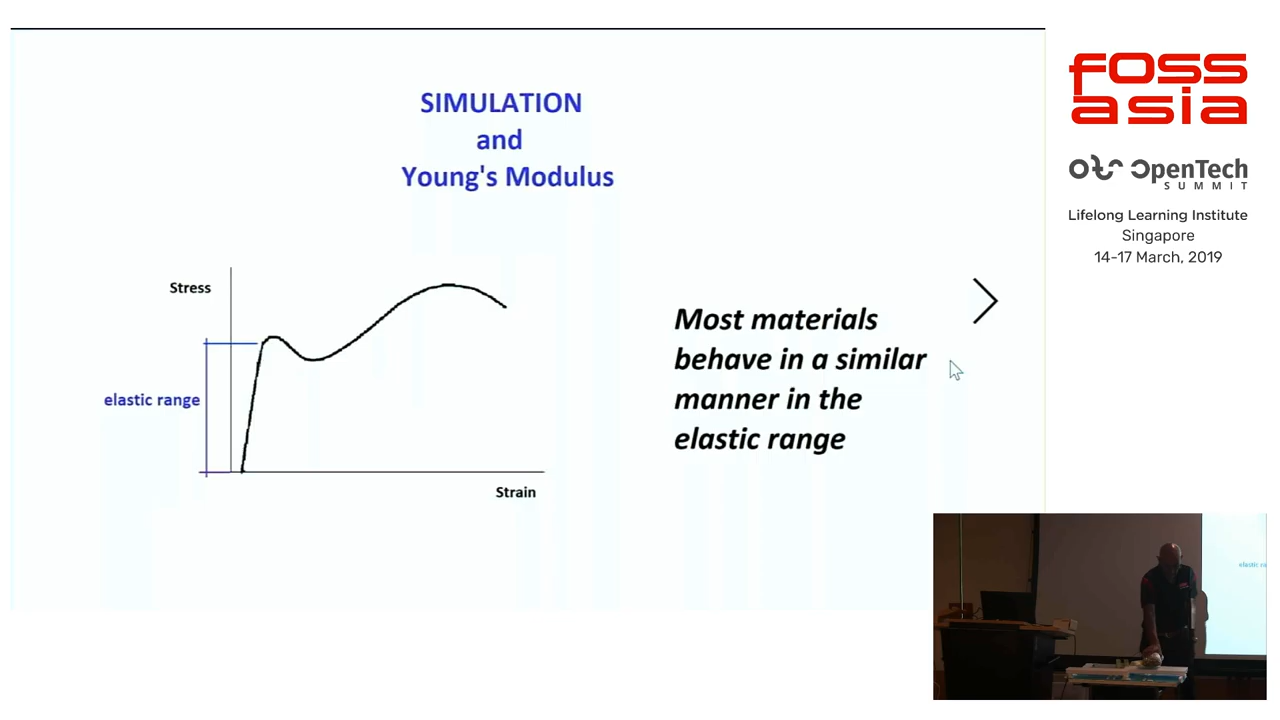 SIMULATION
and
Young's Modulus
Stress
elastic range
Strain
Most materials
behave in a similar
manner in the
elastic range
foss
asia
OpenTech
SUMMIT
Lifelong Learning Institute
Singapore
14-17 March, 2019